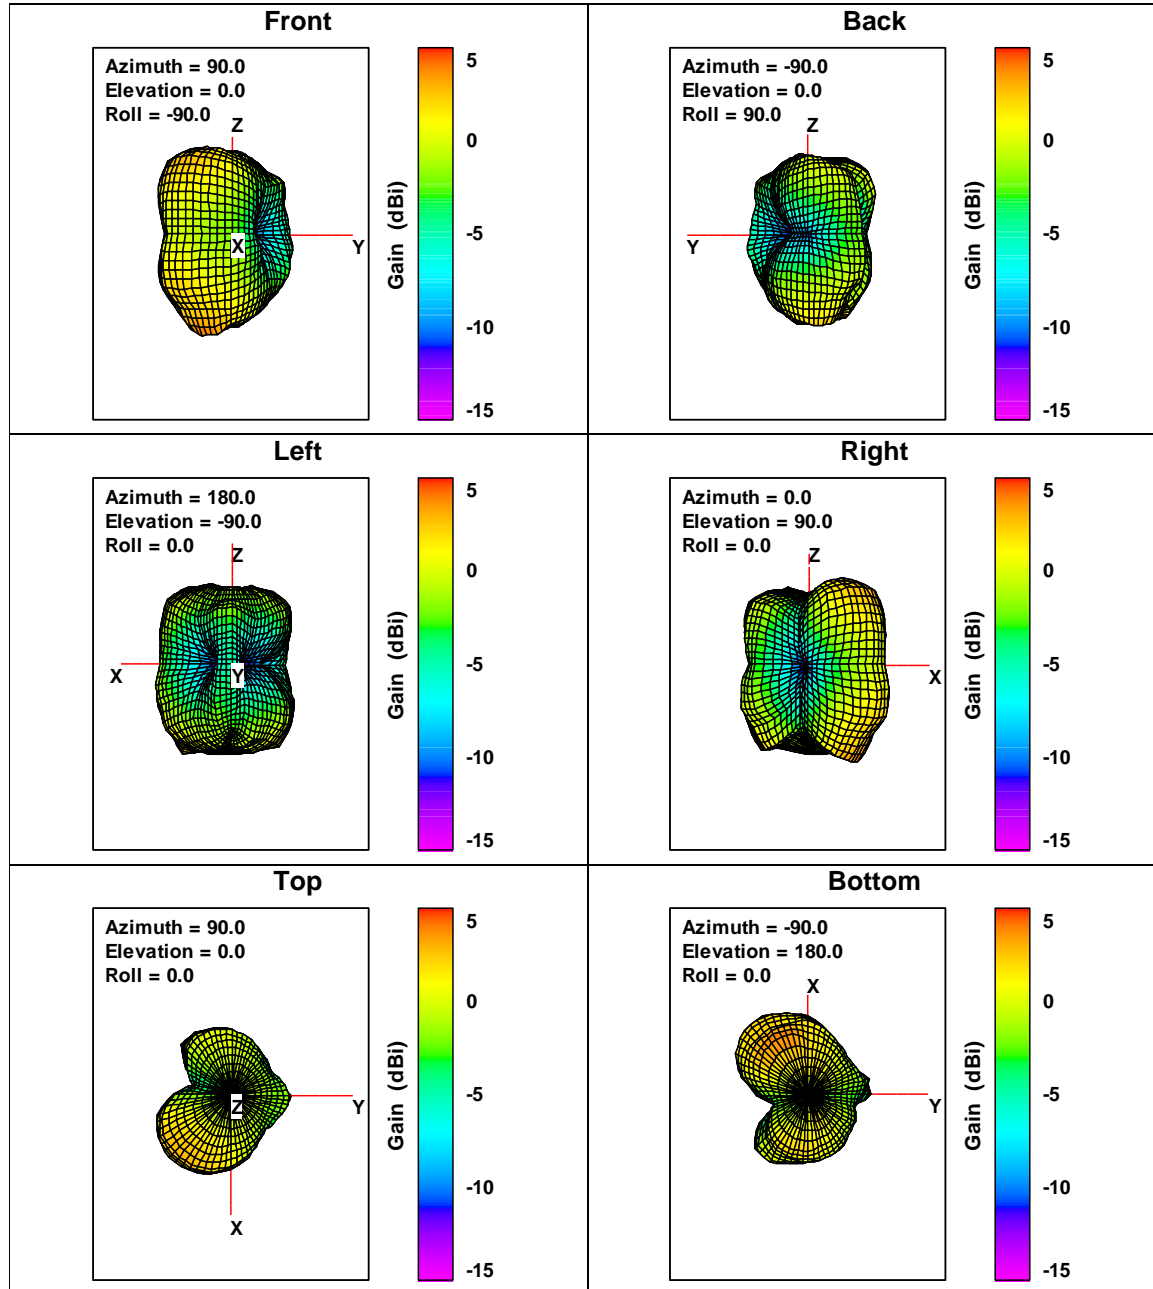 Front
Azimuth = 90.0
Elevation = 0.0
Roll = -90.0
Z
X
Y
Gain (dBi)
5
0
-5
-10
-15
Back
Azimuth = -90.0
Elevation = 0.0
Roll = 90.0
Z
Y
Gain (dBi)
5
0
-5
-10
-15
Left
Azimuth = 180.0
Elevation = -90.0
Roll = 0.0
Z
X
Y
Gain (dBi)
5
0
-5
-10
-15
Right
Azimuth = 0.0
Elevation = 90.0
Roll = 0.0
Z
X
Gain (dBi)
5
0
-5
-10
-15
Top
Azimuth = 90.0
Elevation = 0.0
Roll = 0.0
Z
Y
X
Gain (dBi)
5
0
-5
-10
-15
Bottom
Azimuth = -90.0
Elevation = 180.0
Roll = 0.0
X
Y
Gain (dBi)
5
0
-5
-10
-15